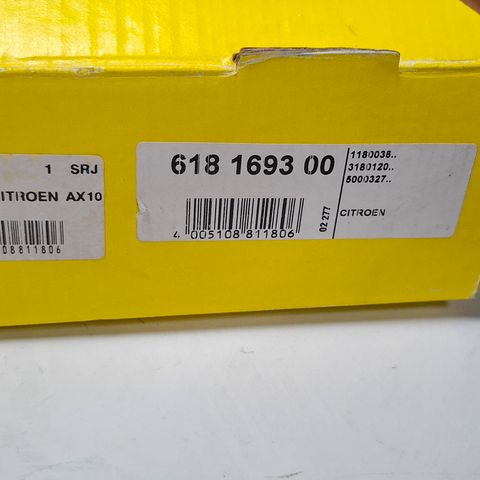 1 SRJ
ITROEN AX10
08811806
618 1693 00
4 005108 811806
02 277
1180036..
3180120..
5000327..
CITROEN